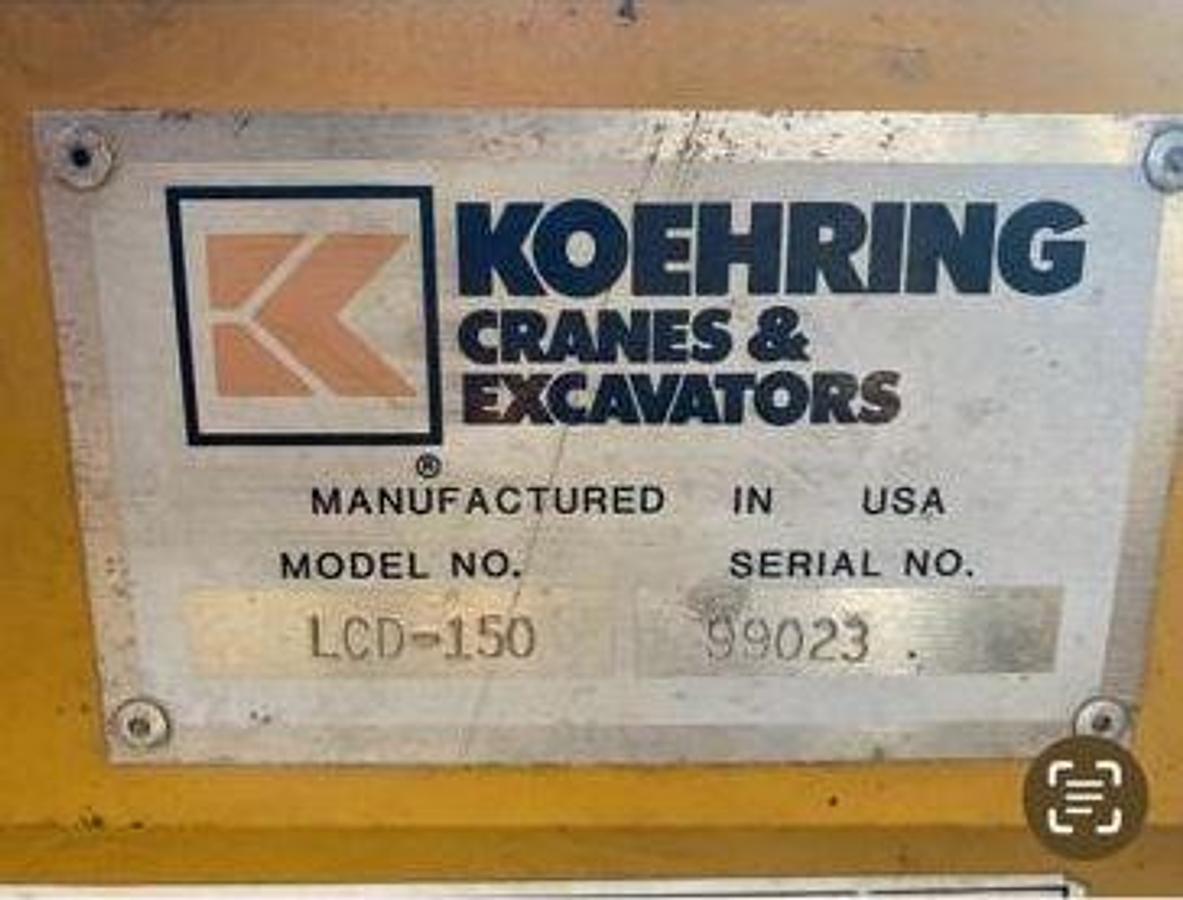 KOEHRING
CRANES &
EXCAVATORS
®
MANUFACTURED IN USA
MODEL NO. SERIAL NO.
LCD-150 99023